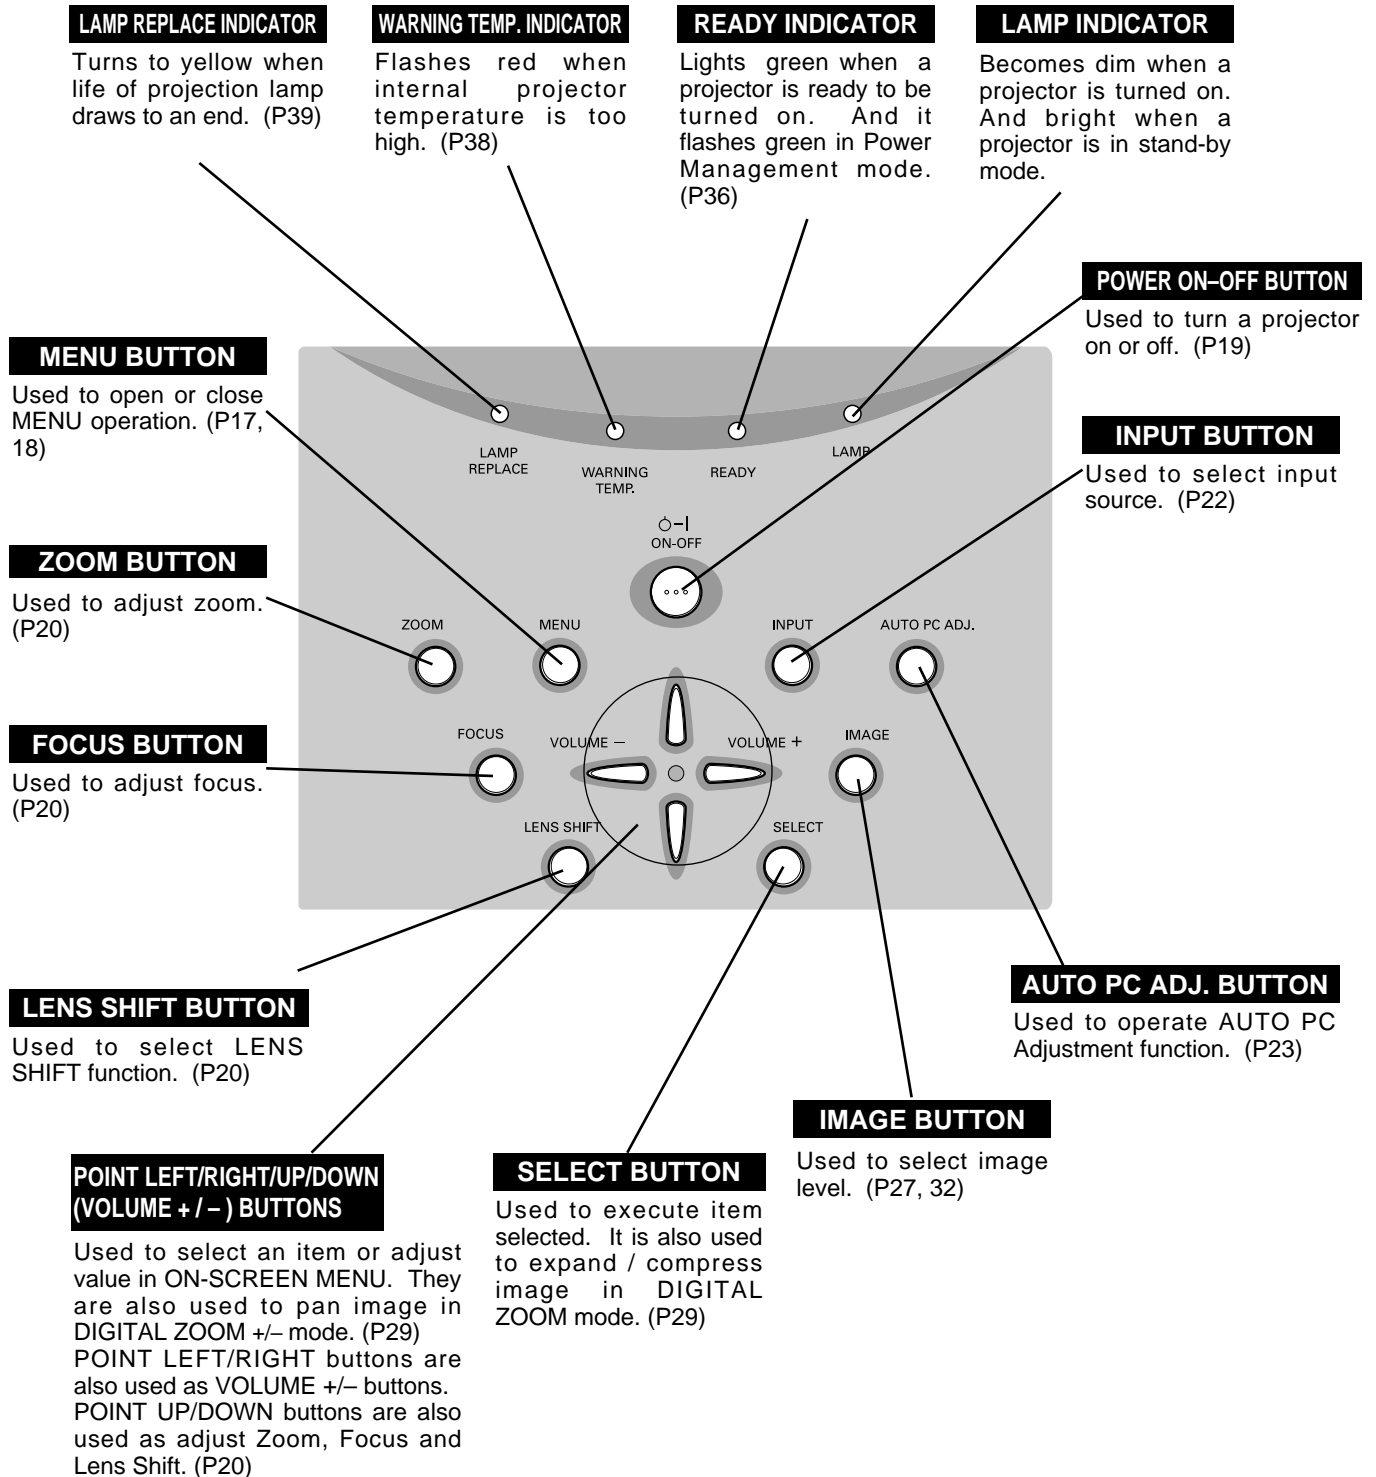 LAMP REPLACE INDICATOR
Turns to yellow when
life of projection lamp
draws to an end. (P39)
WARNING TEMP. INDICATOR
Flashes red when
internal projector
temperature is too
high. (P38)
READY INDICATOR
Lights green when a
projector is ready to be
turned on. And it
flashes green in Power
Management mode.
(P36)
LAMP INDICATOR
Becomes dim when a
projector is turned on.
And bright when a
projector is in stand-by
mode.
POWER ON–OFF BUTTON
Used to turn a projector
on or off. (P19)
MENU BUTTON
Used to open or close
MENU operation. (P17,
18)
INPUT BUTTON
Used to select input
source. (P22)
ZOOM BUTTON
Used to adjust zoom.
(P20)
FOCUS BUTTON
Used to adjust focus.
(P20)
LAMP
REPLACE
WARNING
TEMP.
READY
LAMP
ON-OFF
ZOOM
MENU
INPUT
AUTO PC ADJ.
FOCUS
VOLUME –
VOLUME +
IMAGE
LENS SHIFT
SELECT
LENS SHIFT BUTTON
Used to select LENS
SHIFT function. (P20)
AUTO PC ADJ. BUTTON
Used to operate AUTO PC
Adjustment function. (P23)
IMAGE BUTTON
Used to select image
level. (P27, 32)
SELECT BUTTON
Used to execute item
selected. It is also used
to expand / compress
image in DIGITAL
ZOOM mode. (P29)
POINT LEFT/RIGHT/UP/DOWN
(VOLUME + / – ) BUTTONS
Used to select an item or adjust
value in ON-SCREEN MENU. They
are also used to pan image in
DIGITAL ZOOM +/– mode. (P29)
POINT LEFT/RIGHT buttons are
also used as VOLUME +/– buttons.
POINT UP/DOWN buttons are also
used as adjust Zoom, Focus and
Lens Shift. (P20)